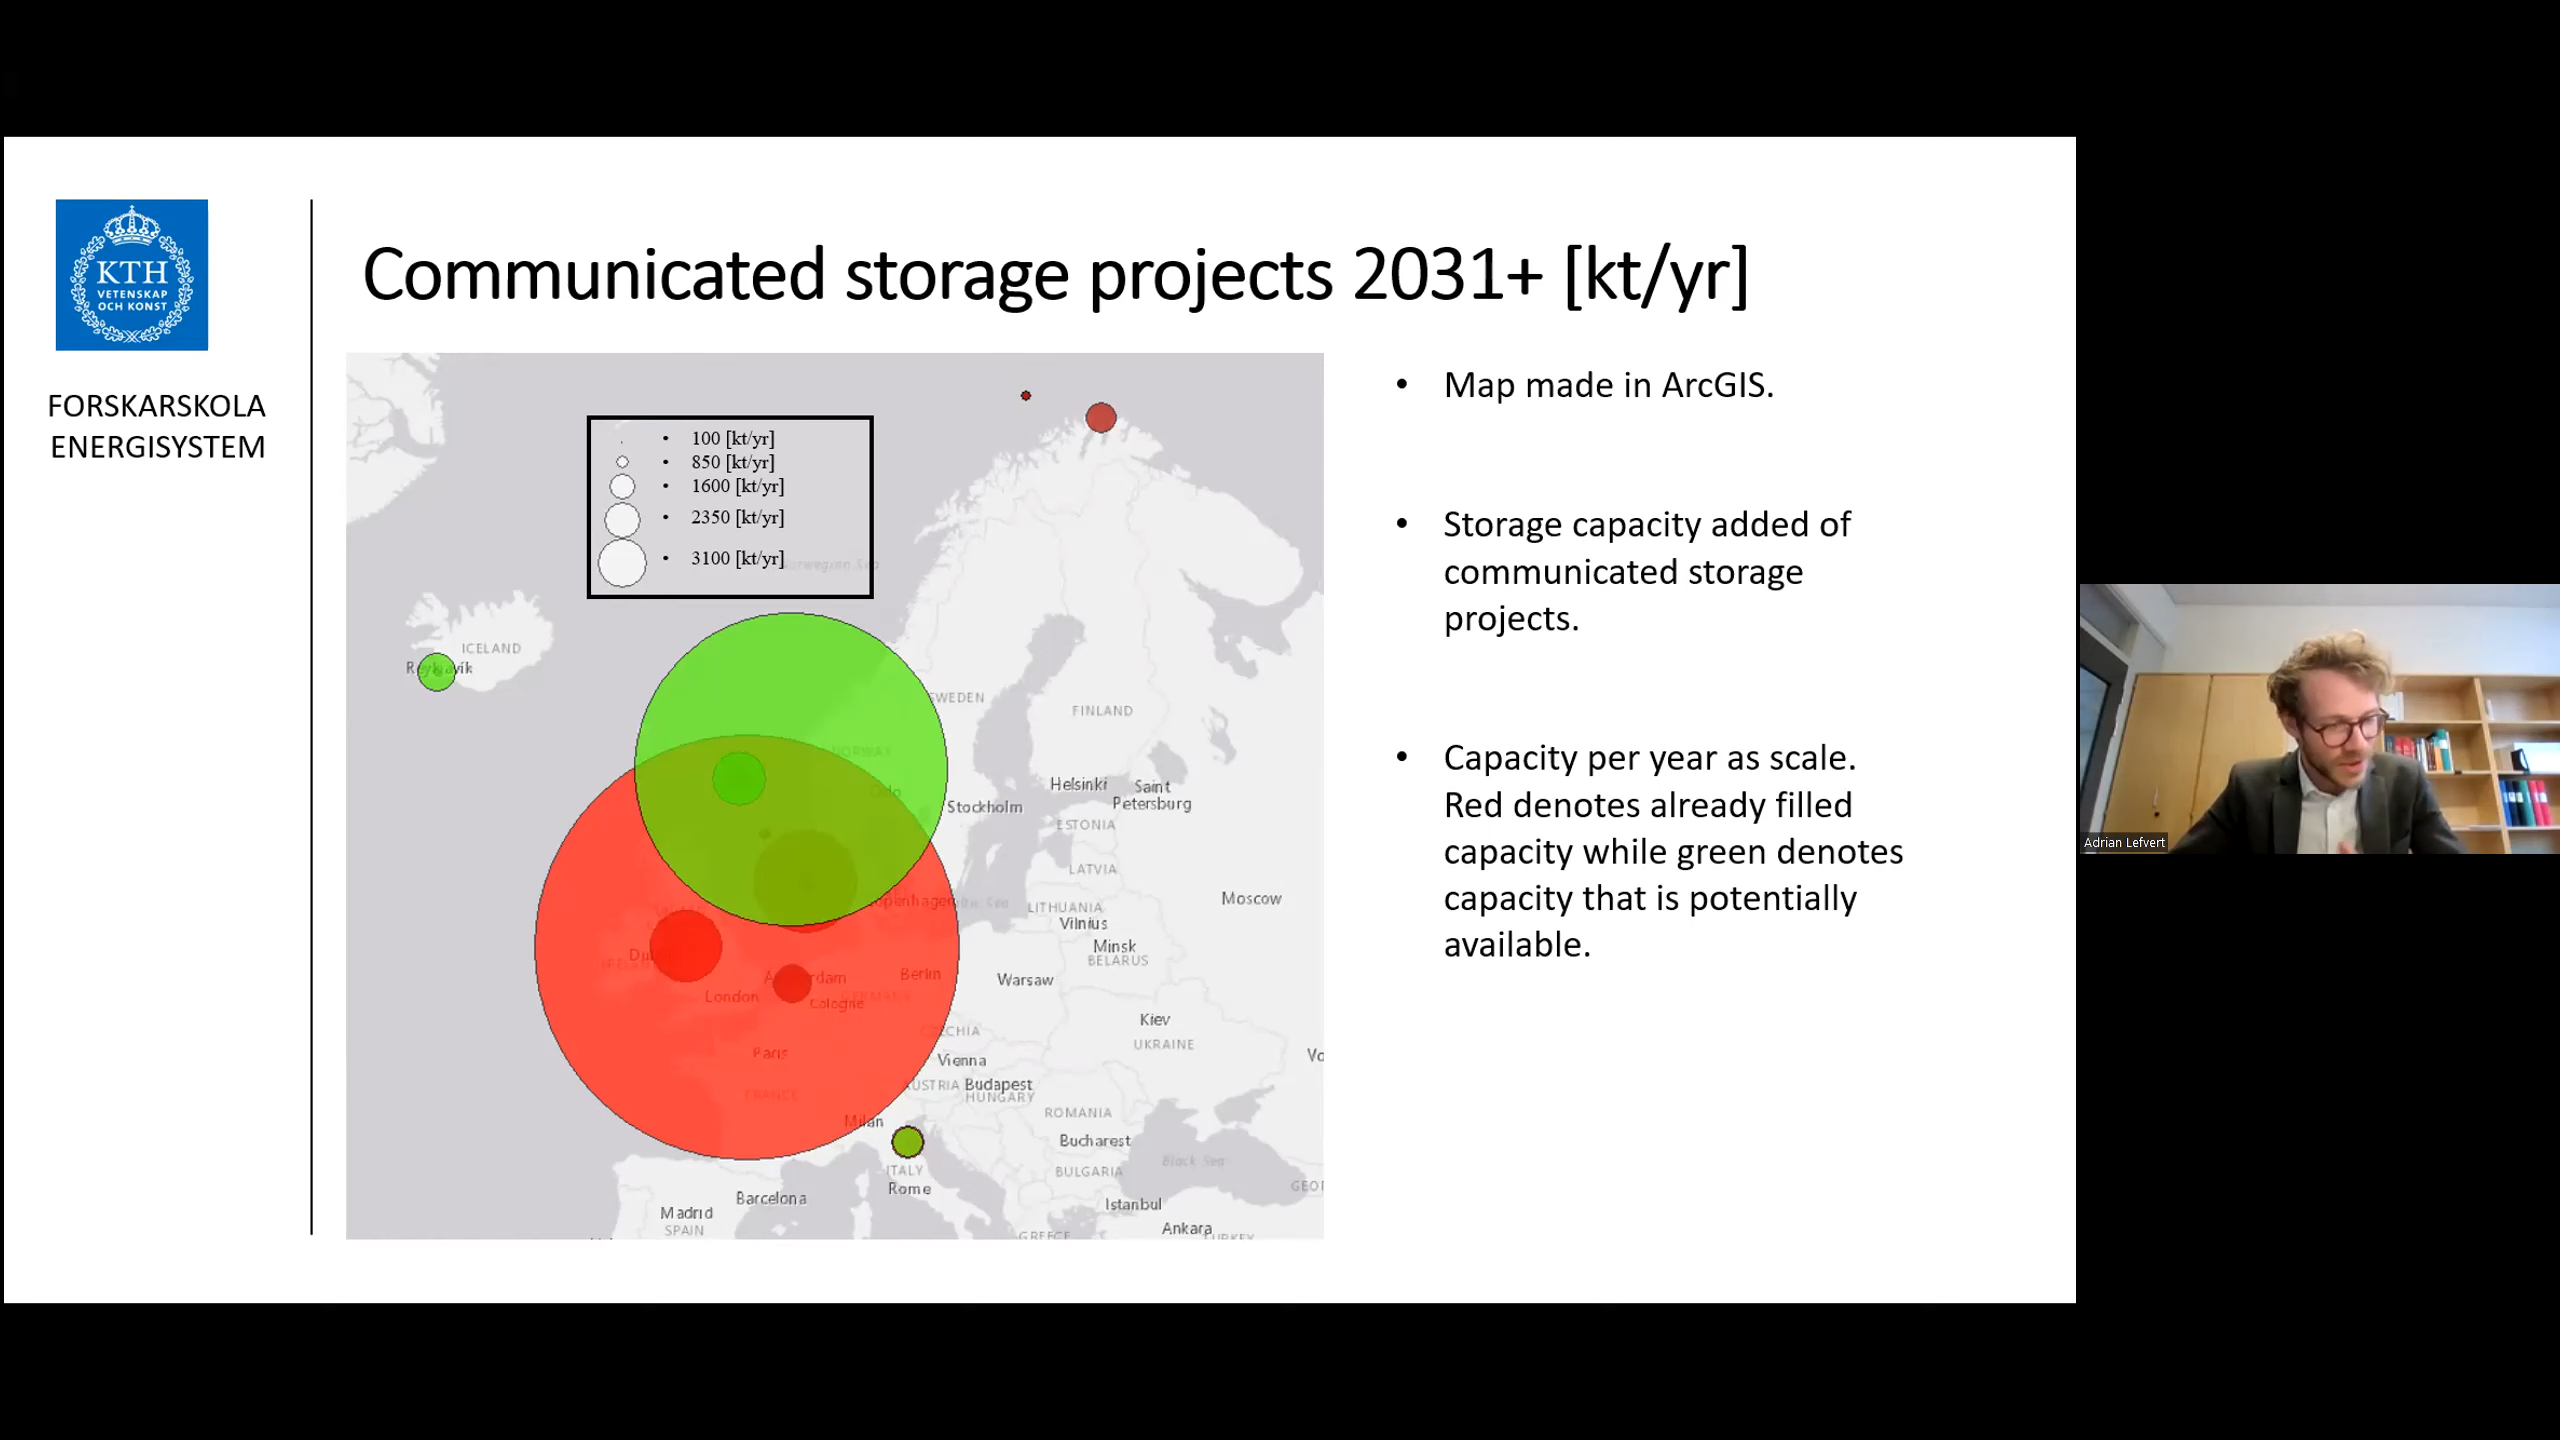 KTH
VETENSKAP
OCH KONST
FORSKARSKOLA
ENERGISYSTEM
Communicated storage projects 2031+ [kt/yr]
• 100 [kt/yr]
• 850 [kt/yr]
• 1600 [kt/yr]
• 2350 [kt/yr]
• 3100 [kt/yr]
Norwegian Sea
ICELAND
Reykjavík
SWEDEN
FINLAND
NORWAY
Oslo
Helsinki
Saint
Petersburg
Stockholm
ESTONIA
LATVIA
Moscow
Copenhagen
LITHUANIA
Vilnius
Minsk
BELARUS
Berlin
Warsaw
London
Cologne
GERMANY
Kiev
UKRAINE
Paris
Vienna
AUSTRIA
Budapest
HUNGARY
FRANCE
ROMANIA
Milan
Bucharest
Black Sea
BULGARIA
ITALY
Rome
Barcelona
Madrid
SPAIN
Istanbul
Ankara
GREECE
TURKEY
• Map made in ArcGIS.
• Storage capacity added of
communicated storage
projects.
• Capacity per year as scale.
Red denotes already filled
capacity while green denotes
capacity that is potentially
available.
Adrian Lefvert